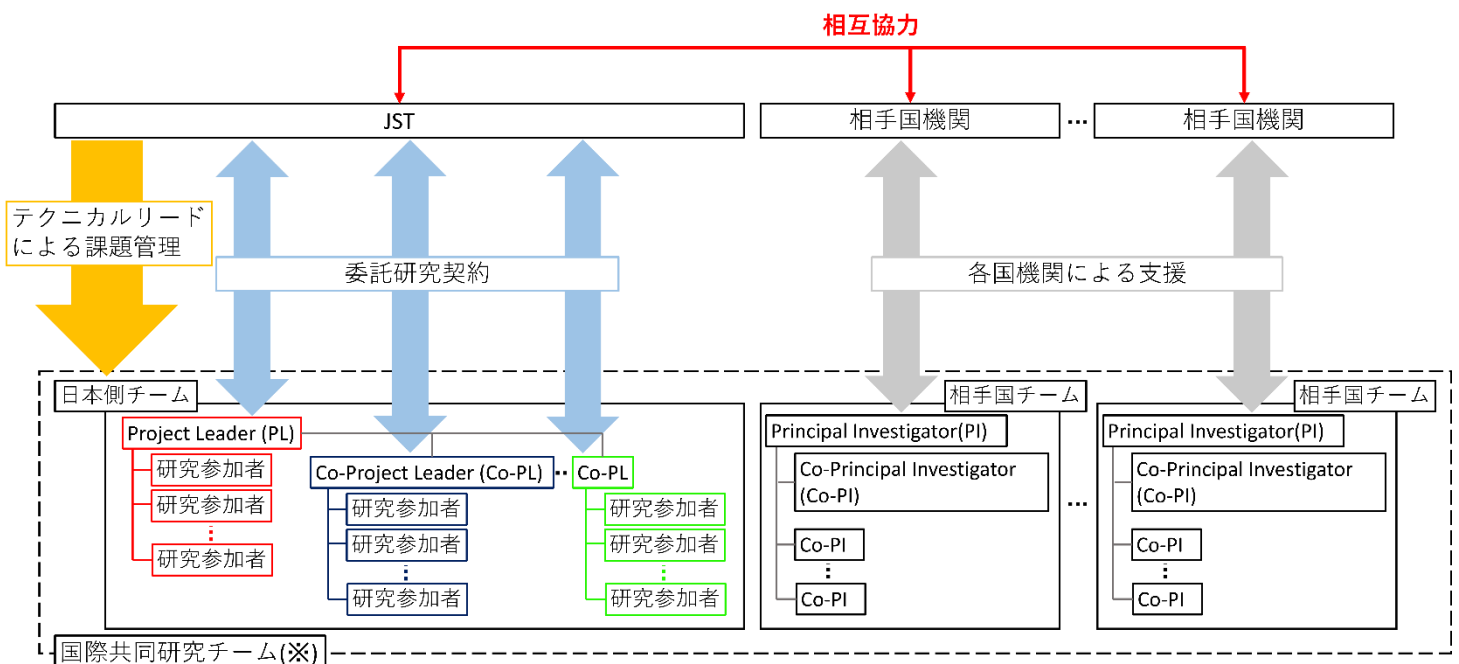 相互協力
JST
相手国機関
…
相手国機関
テクニカルリード
による課題管理
委託研究契約
各国機関による支援
日本側チーム
相手国チーム
相手国チーム
Project Leader (PL)
研究参加者
研究参加者
…
研究参加者
Co-Project Leader (Co-PL)
研究参加者
研究参加者
…
研究参加者
‥
Co-PL
研究参加者
研究参加者
…
研究参加者
Principal Investigator(PI)
Co-Principal Investigator
(Co-PI)
Co-PI
…
Co-PI
…
Principal Investigator(PI)
Co-Principal Investigator
(Co-PI)
Co-PI
…
Co-PI
国際共同研究チーム(※)